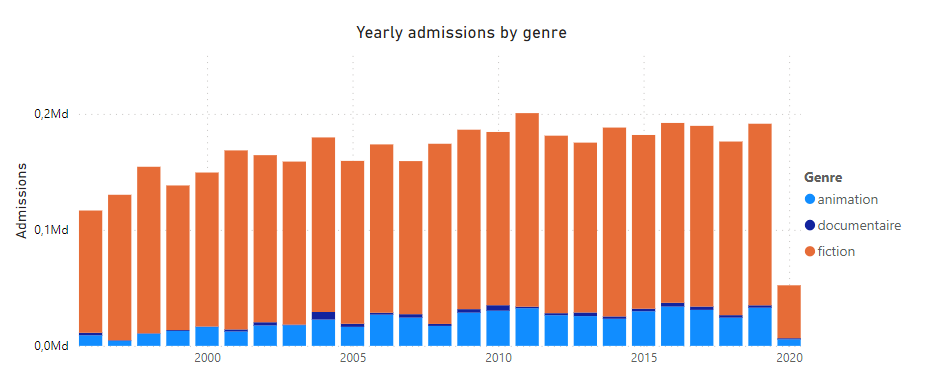 Yearly admissions by genre
0,2Md
0,1Md
0,0Md
Admissions
2000
2005
2010
2015
2020
Genre
animation
documentaire
fiction